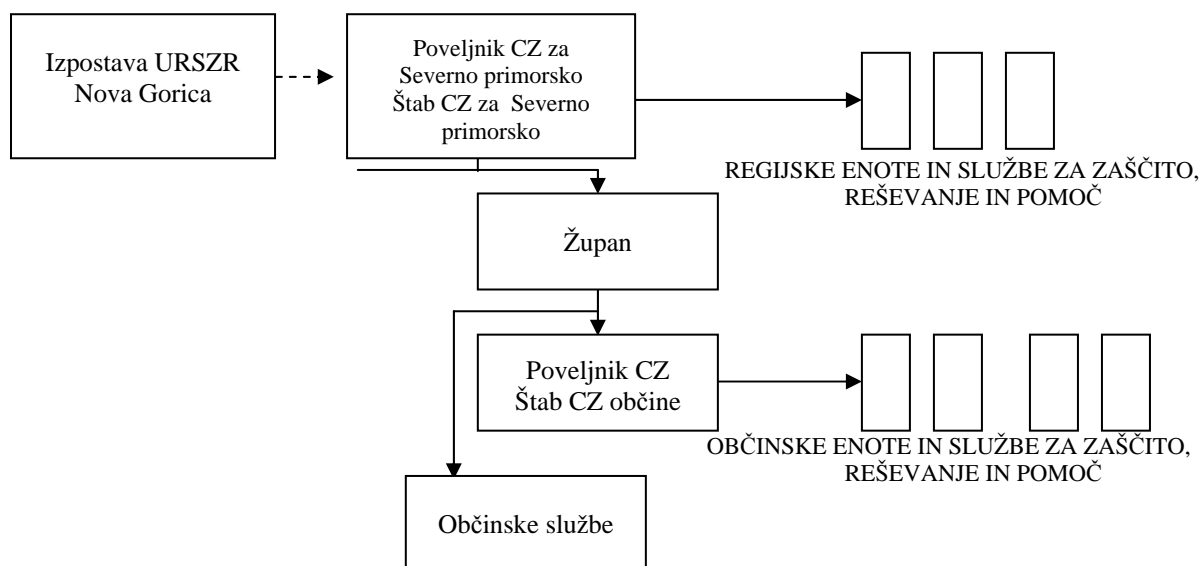 Izpostava URSZR
Nova Gorica
Poveljnik CZ za
Severno primorsko
Štab CZ za Severno
primorsko
REGIJSKE ENOTE IN SLUŽBE ZA ZAŠČITO,
REŠEVANJE IN POMOČ
Župan
Poveljnik CZ
Štab CZ občine
OBČINSKE ENOTE IN SLUŽBE ZA ZAŠČITO,
REŠEVANJE IN POMOČ
Občinske službe